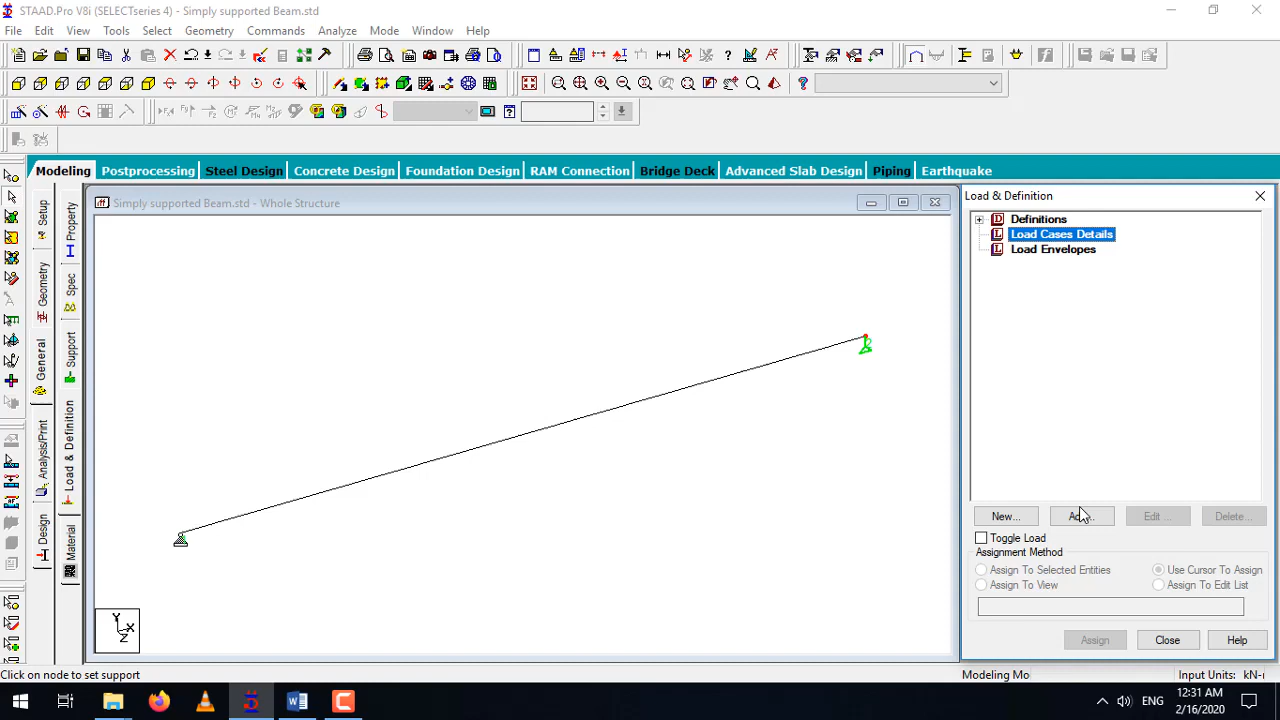 STAAD.Pro V8i (SELECTseries 4) - Simply supported Beam.std
File Edit View Tools Select Geometry Commands Analyze Mode Window Help
Modeling Postprocessing Steel Design Concrete Design Foundation Design RAM Connection Bridge Deck Advanced Slab Design Piping Earthquake
Simply supported Beam.std - Whole Structure
Setup
Geometry
General
Analysis/Print
Design
Property
Spec
Support
Load & Definition
Material
Y
X
Z
Load & Definition
Definitions
Load Cases Details
Load Envelopes
New... Edit... Delete...
Toggle Load
Assignment Method
Assign To Selected Entities Use Cursor To Assign
Assign To View Assign To Edit List
Assign Close Help
Click on node to set support Modeling Mo Input Units: kN-
ENG
12:31 AM
2/16/2020